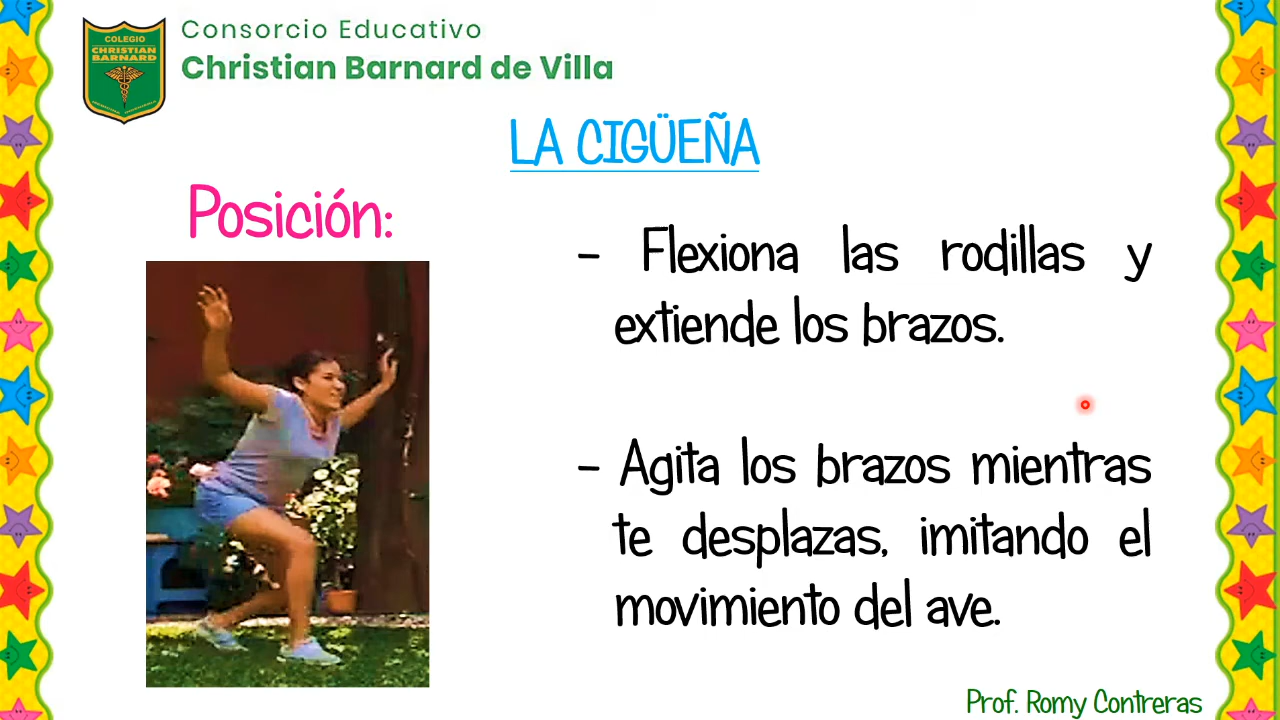 Consorcio Educativo
Christian Barnard de Villa
COLEGIO
CHRISTIAN
BARNARD
LA CIGÜEÑA
Posición:
- Flexiona las rodillas y
extiende los brazos.
- Agita los brazos mientras
te desplazas, imitando el
movimiento del ave.
Prof. Romy Contreras